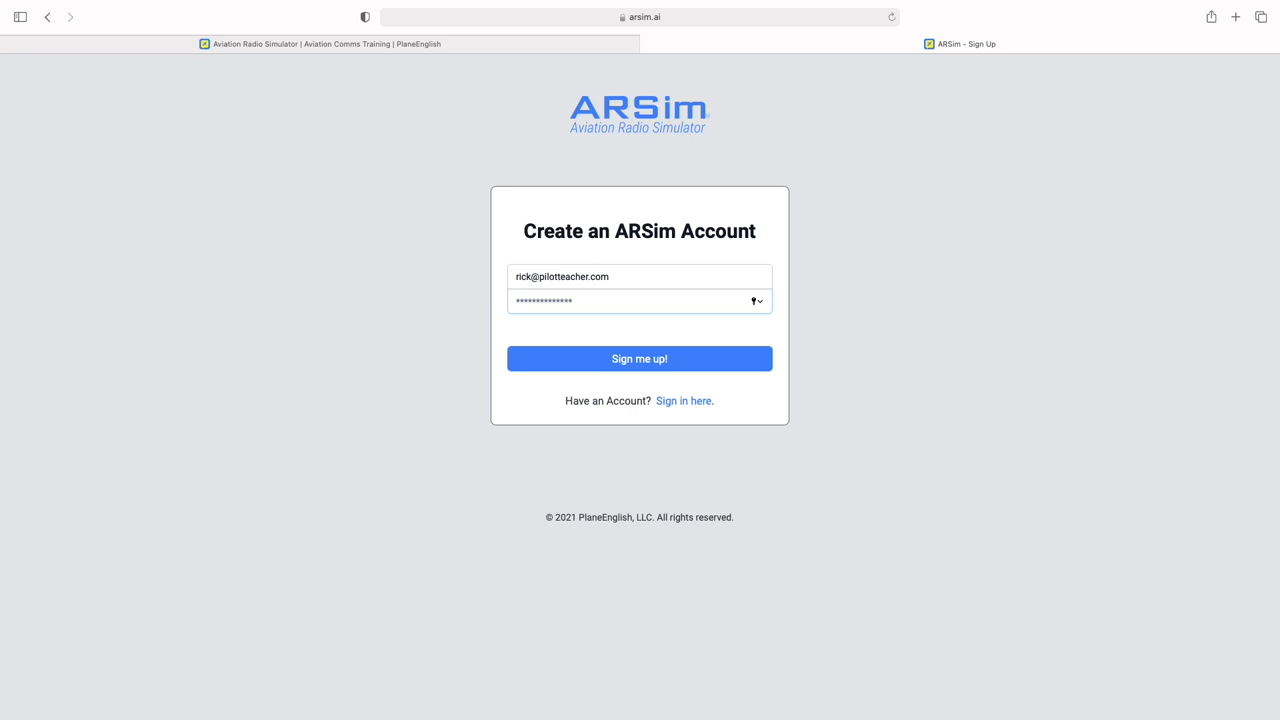 arsim.ai
Aviation Radio Simulator | Aviation Comms Training | PlaneEnglish
ARSim - Sign Up
ARSim
Aviation Radio Simulator
Create an ARSim Account
rick@pilotteacher.com
**************
Sign me up!
Have an Account? Sign in here.
© 2021 PlaneEnglish, LLC. All rights reserved.